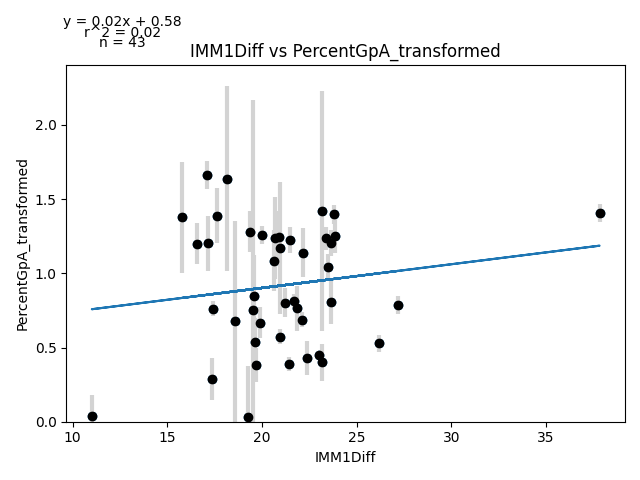 y = 0.02x + 0.58
r^2 = 0.02
n = 43
IMM1Diff vs PercentGpA_transformed
PercentGpA_transformed
2.0
1.5
1.0
0.5
0.0
10 15 20 25 30 35
IMM1Diff